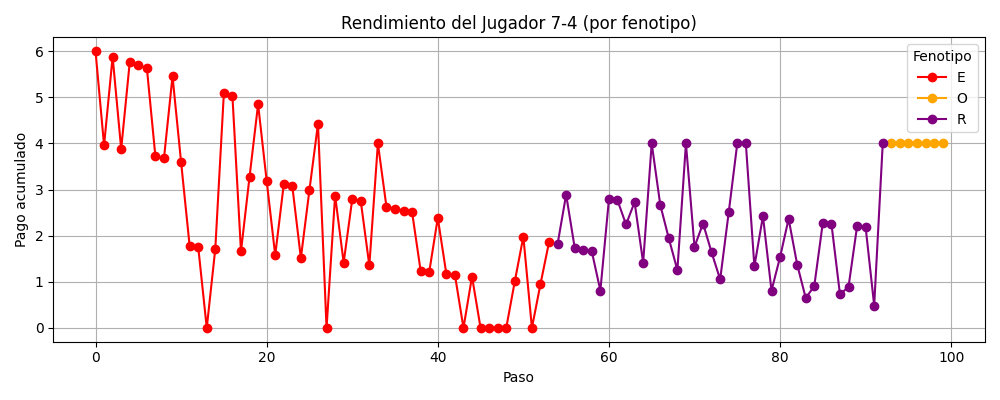 Rendimiento del Jugador 7-4 (por fenotipo)
Pago acumulado
6
5
4
3
2
1
0
0
20
40
60
80
100
Paso
Fenotipo
E
O
R